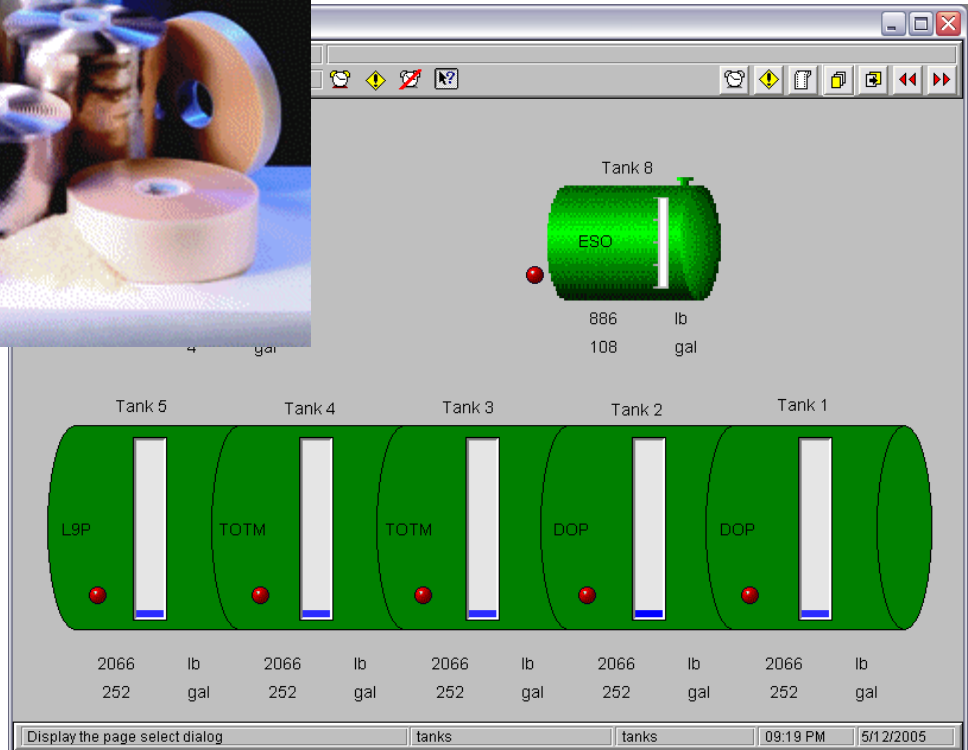 Tank 8
ESO
886 lb
108 gal
4 gal
Tank 5 Tank 4 Tank 3 Tank 2 Tank 1
L9P TOTM TOTM DOP DOP
2066 lb 2066 lb 2066 lb 2066 lb 2066 lb
252 gal 252 gal 252 gal 252 gal 252 gal
Display the page select dialog tanks tanks 09:19 PM 5/12/2005